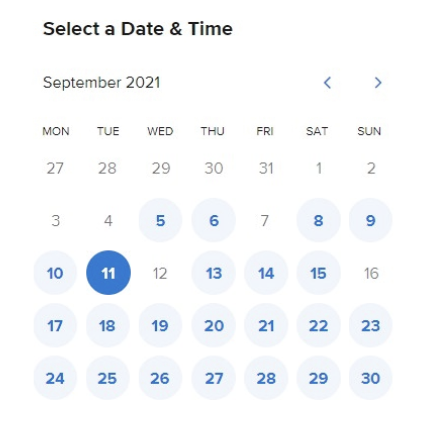 Select a Date & Time
September 2021
MON TUE WED THU FRI SAT SUN
27 28 29 30 31 1 2
3 4 5 6 7 8 9
10 11 12 13 14 15 16
17 18 19 20 21 22 23
24 25 26 27 28 29 30